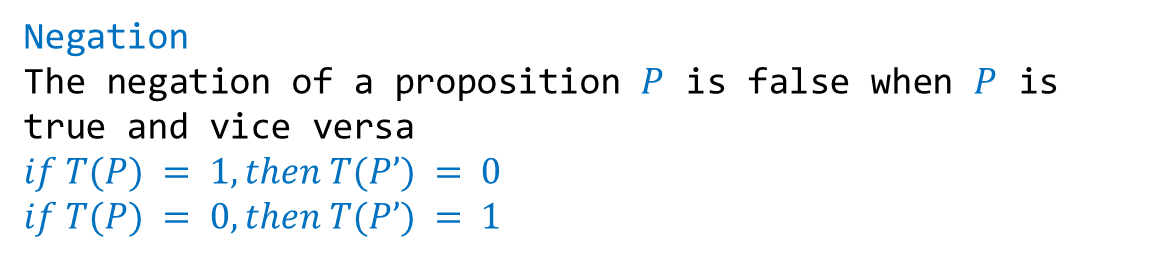 Negation
The negation of a proposition P is false when P is
true and vice versa
if T(P) = 1, then T(P’) = 0
if T(P) = 0, then T(P’) = 1